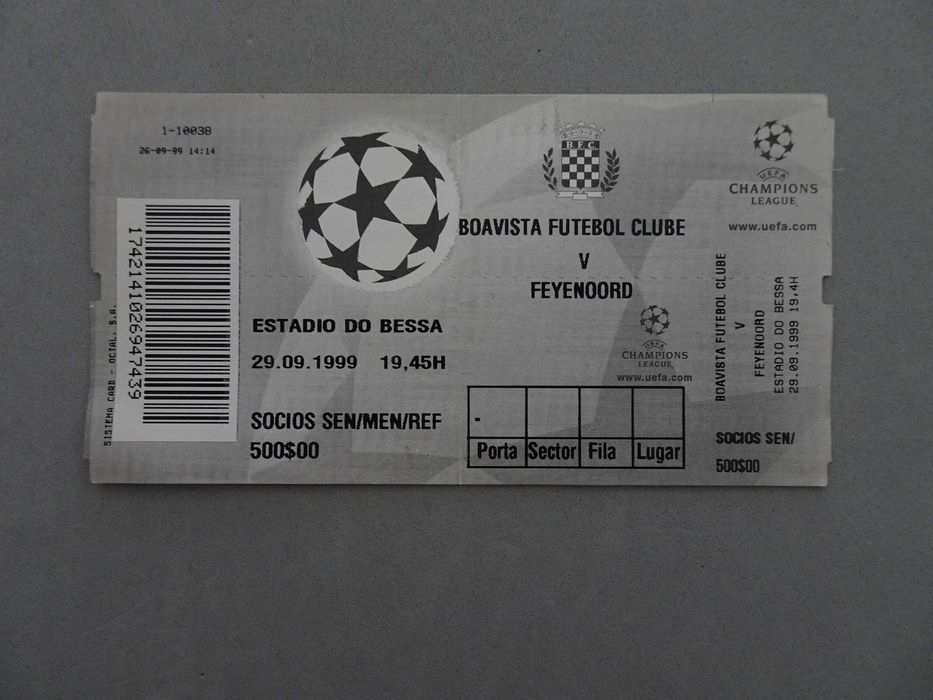 1-10038
26-09-99 14:14
1742141026947439
SISTEMA CARD - OCTAL, S.A.
B F C
BOAVISTA FUTEBOL CLUBE
V
FEYENOORD
ESTADIO DO BESSA
29.09.1999 19,45H
SOCIOS SEN/MEN/REF
500$00
UEFA
CHAMPIONS
LEAGUE
www.uefa.com
-
Porta Sector Fila Lugar
UEFA
CHAMPIONS
LEAGUE
www.uefa.com
BOAVISTA FUTEBOL CLUBE
V
FEYENOORD
ESTADIO DO BESSA
29.09.1999 19,4H
SOCIOS SEN/
500$00